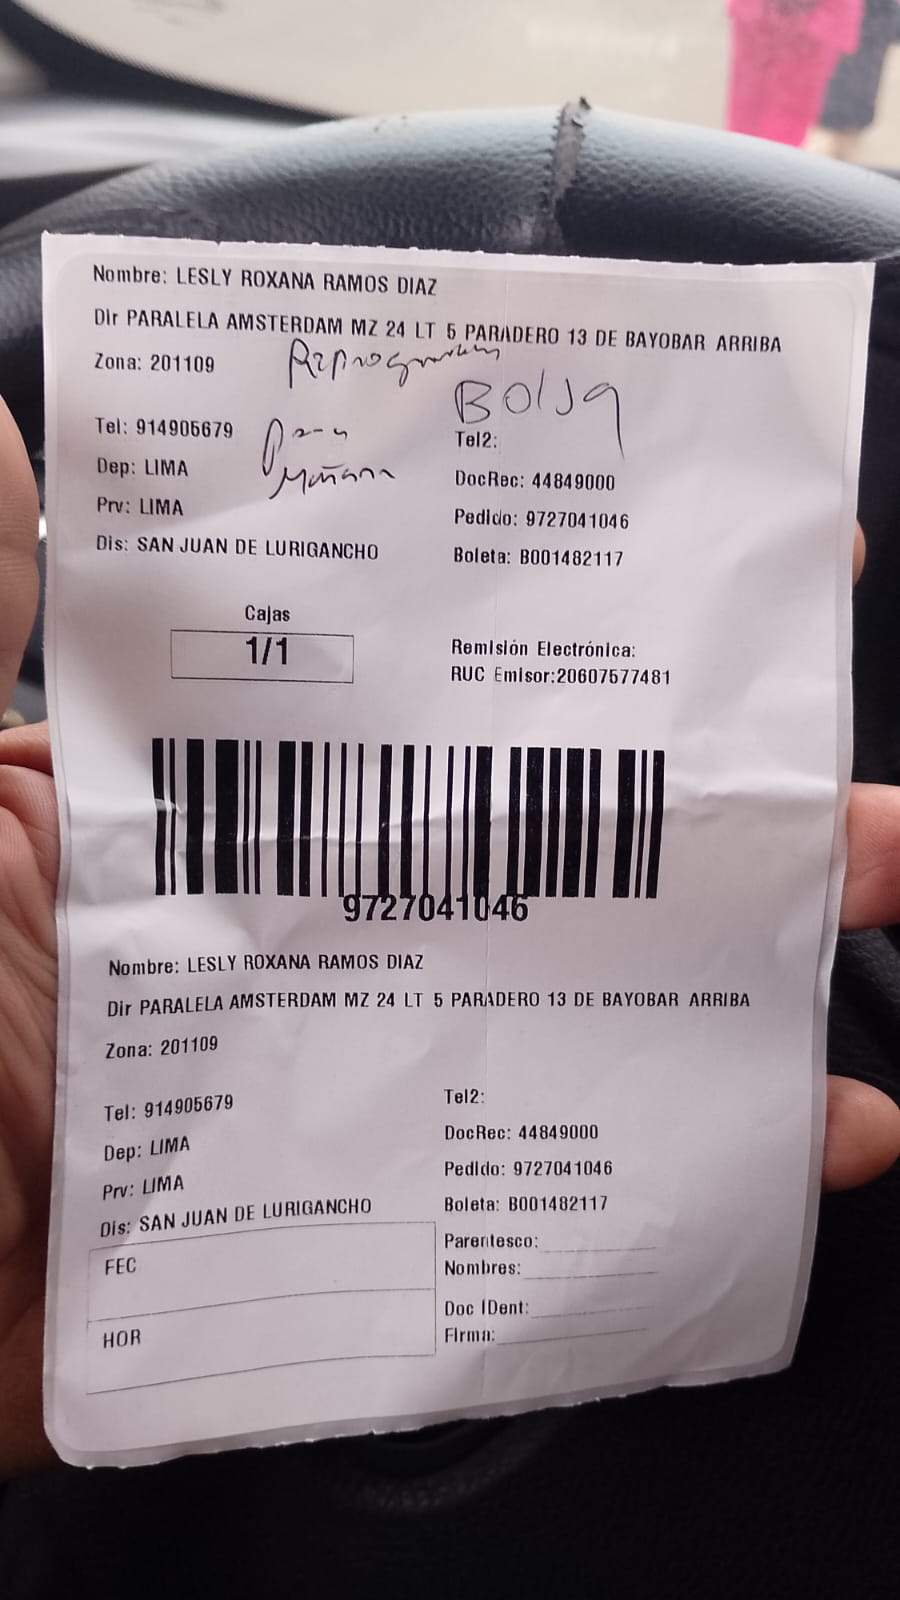 Nombre: LESLY ROXANA RAMOS DIAZ
Dir PARALELA AMSTERDAM MZ 24 LT 5 PARADERO 13 DE BAYOBAR ARRIBA
Zona: 201109
Bolsa
Tel: 914905679
Para
Tel2:
Dep: LIMA
Mañana
DocRec: 44849000
Prv: LIMA
Pedido: 9727041046
Dis: SAN JUAN DE LURIGANCHO
Boleta: B001482117
Cajas
1/1
Remisión Electrónica:
RUC Emisor:20607577481
9727041046
Nombre: LESLY ROXANA RAMOS DIAZ
Dir PARALELA AMSTERDAM MZ 24 LT 5 PARADERO 13 DE BAYOBAR ARRIBA
Zona: 201109
Tel: 914905679
Tel2:
Dep: LIMA
DocRec: 44849000
Prv: LIMA
Pedido: 9727041046
Dis: SAN JUAN DE LURIGANCHO
Boleta: B001482117
FEC
Parentesco:
Nombres:
HOR
Doc IDent:
Firma: